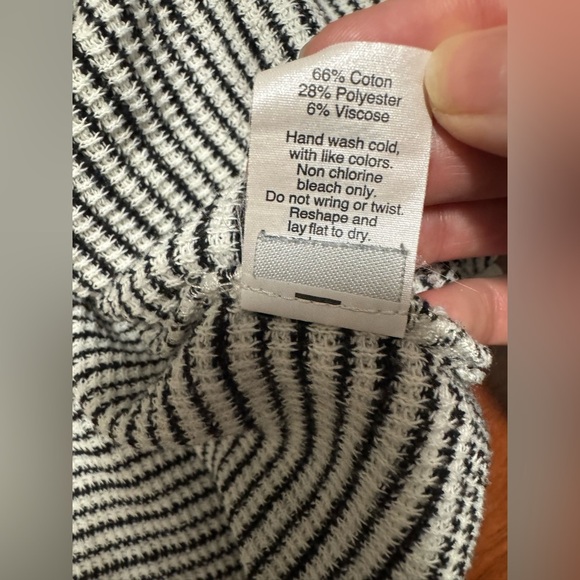 66% Coton
28% Polyester
6% Viscose
Hand wash cold,
with like colors.
Non chlorine
bleach only.
Do not wring or twist.
Reshape and
lay flat to dry.